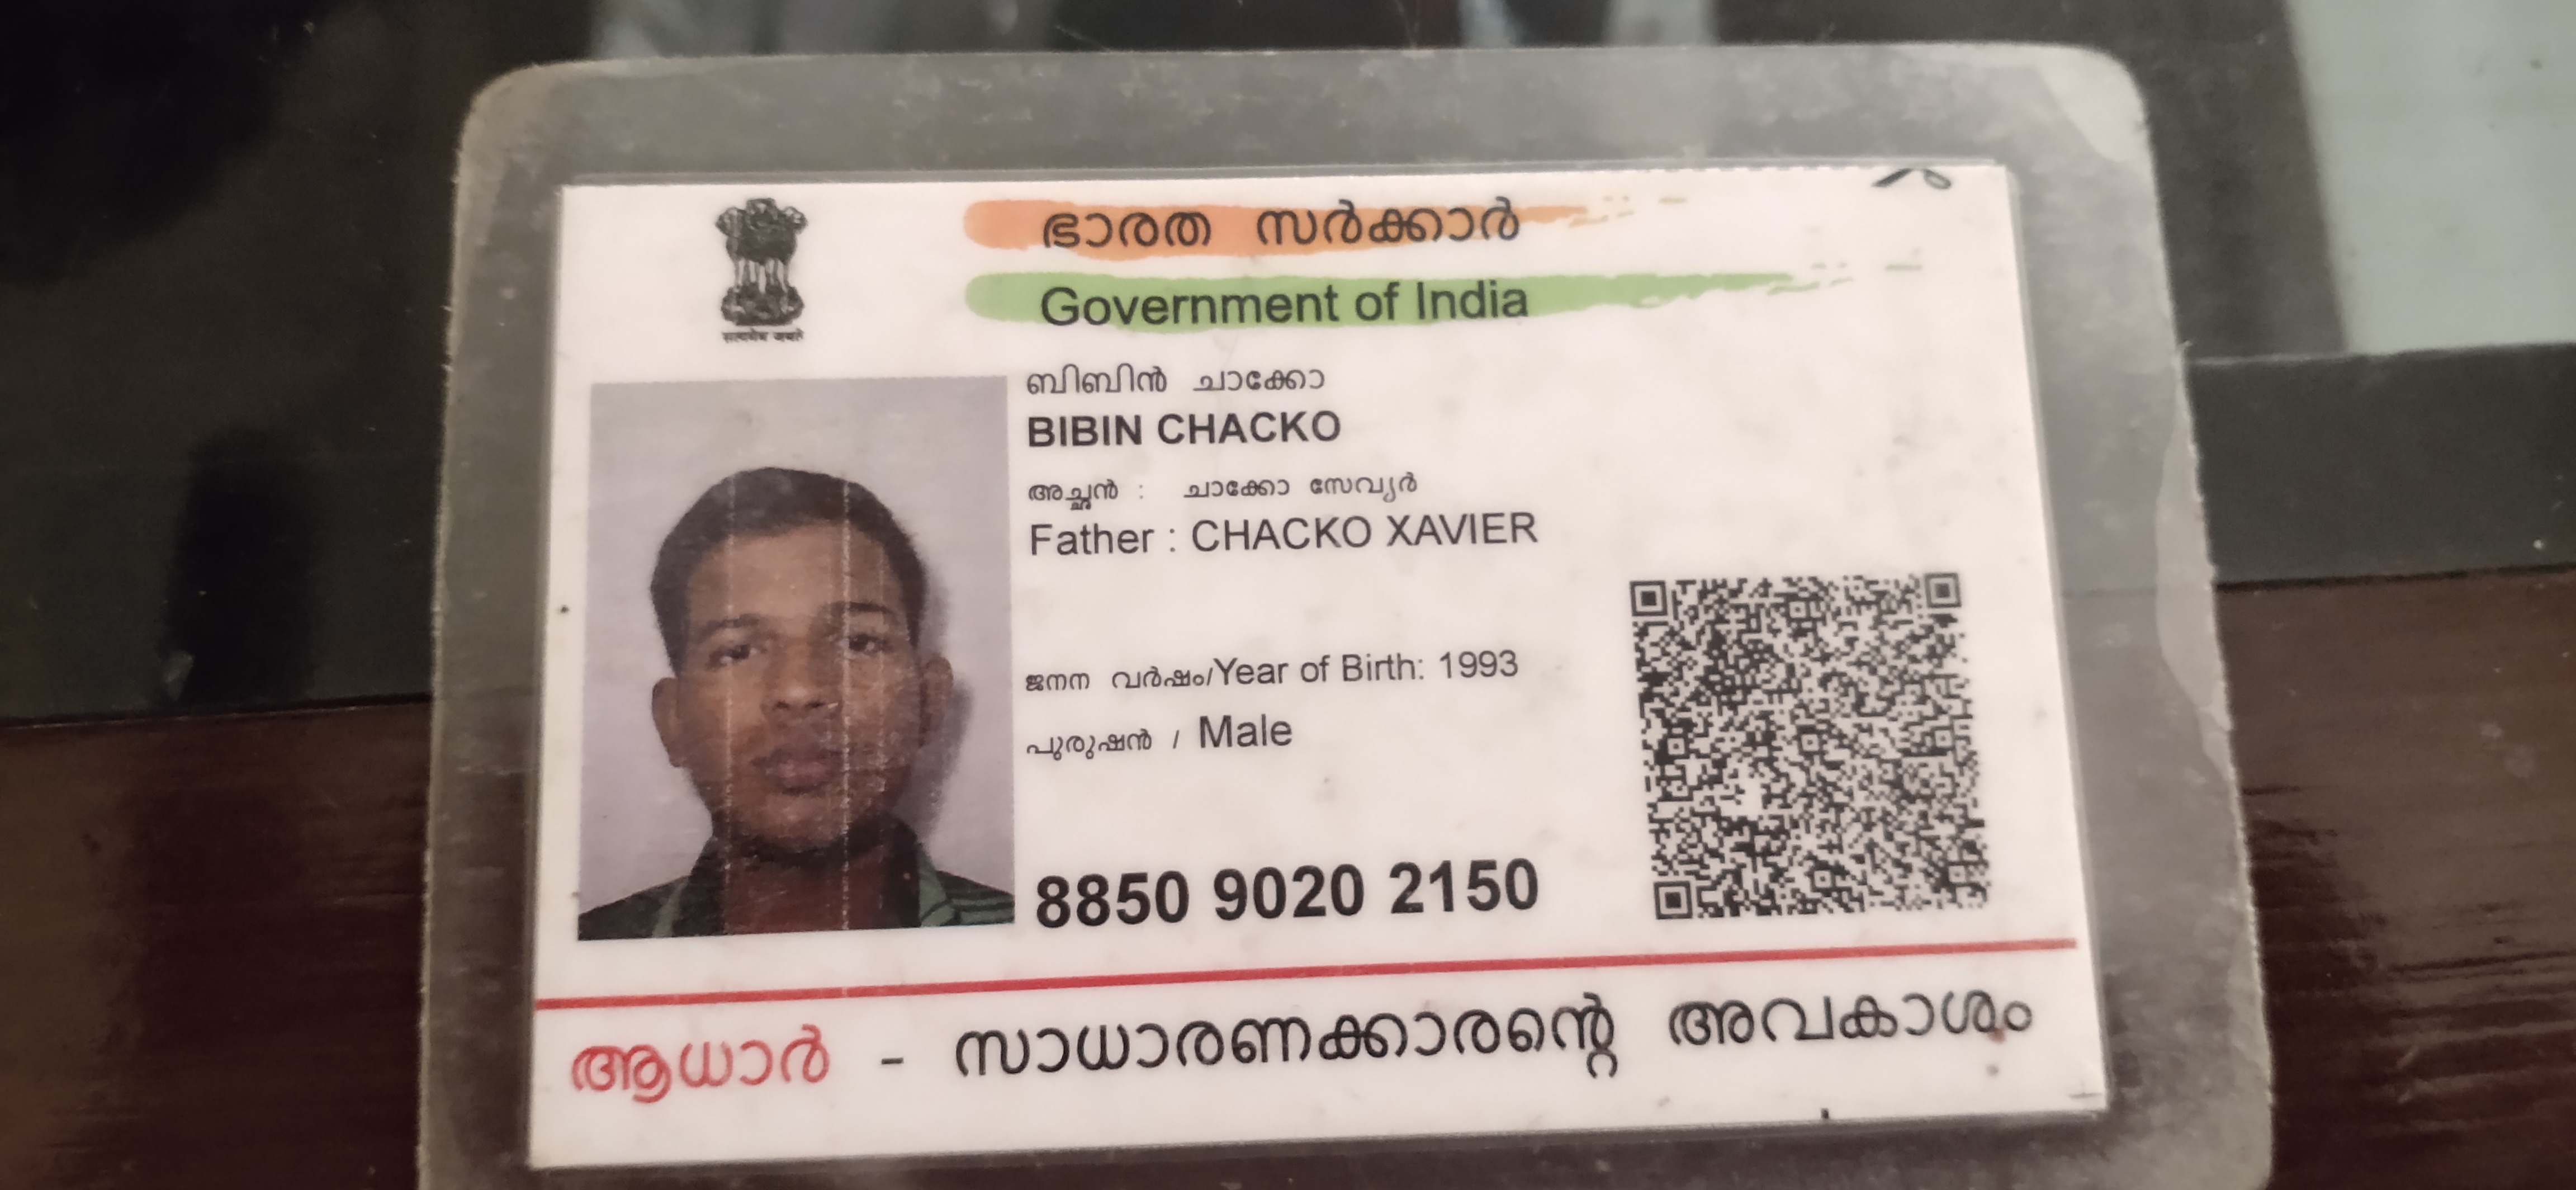 ഭാരത സർക്കാർ
Government of India
ബിബിൻ ചാക്കോ
BIBIN CHACKO
അച്ഛൻ : ചാക്കോ സേവ്യർ
Father : CHACKO XAVIER
ജനന വർഷം/Year of Birth: 1993
പുരുഷൻ / Male
8850 9020 2150
ആധാർ - സാധാരണക്കാരന്റെ അവകാശം